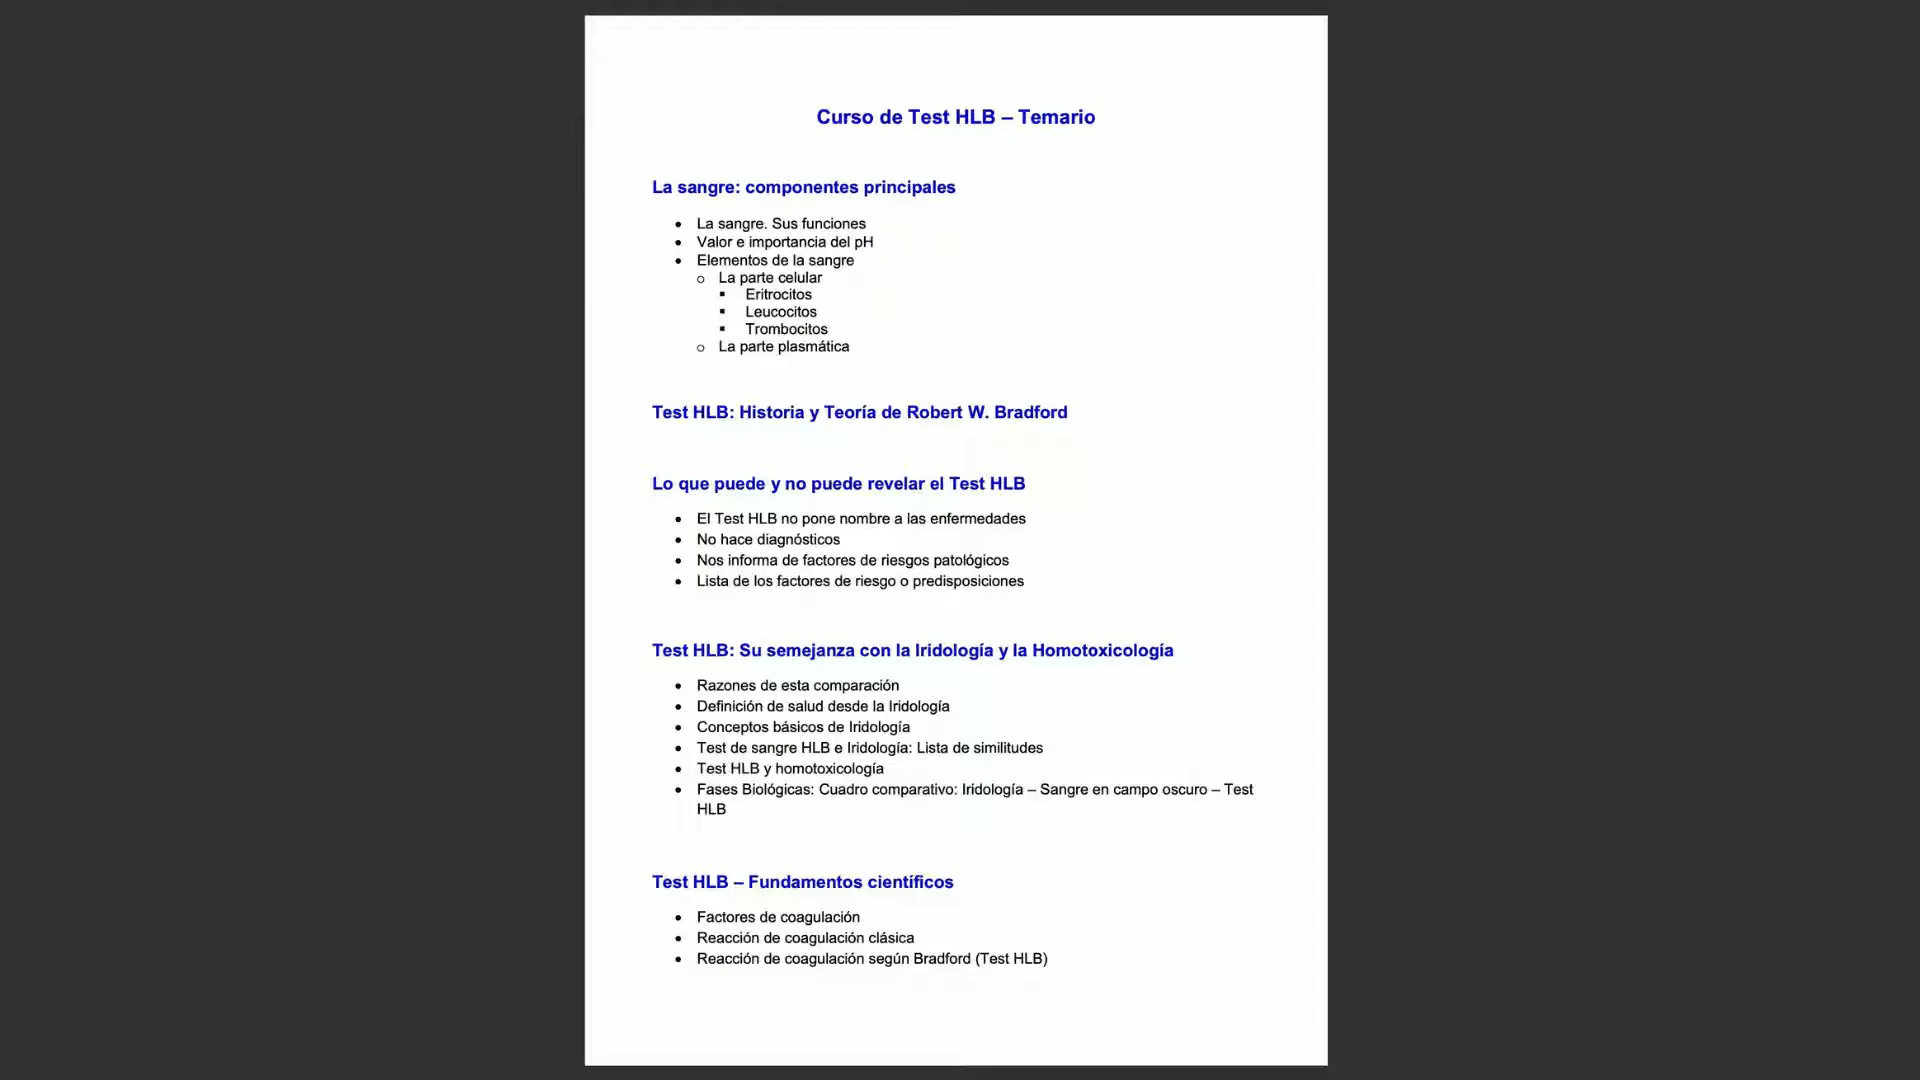 Curso de Test HLB – Temario
La sangre: componentes principales
• La sangre. Sus funciones
• Valor e importancia del pH
• Elementos de la sangre
o La parte celular
▪ Eritrocitos
▪ Leucocitos
▪ Trombocitos
o La parte plasmática
Test HLB: Historia y Teoría de Robert W. Bradford
Lo que puede y no puede revelar el Test HLB
• El Test HLB no pone nombre a las enfermedades
• No hace diagnósticos
• Nos informa de factores de riesgos patológicos
• Lista de los factores de riesgo o predisposiciones
Test HLB: Su semejanza con la Iridología y la Homotoxicología
• Razones de esta comparación
• Definición de salud desde la Iridología
• Conceptos básicos de Iridología
• Test de sangre HLB e Iridología: Lista de similitudes
• Test HLB y homotoxicología
• Fases Biológicas: Cuadro comparativo: Iridología – Sangre en campo oscuro – Test
HLB
Test HLB – Fundamentos científicos
• Factores de coagulación
• Reacción de coagulación clásica
• Reacción de coagulación según Bradford (Test HLB)